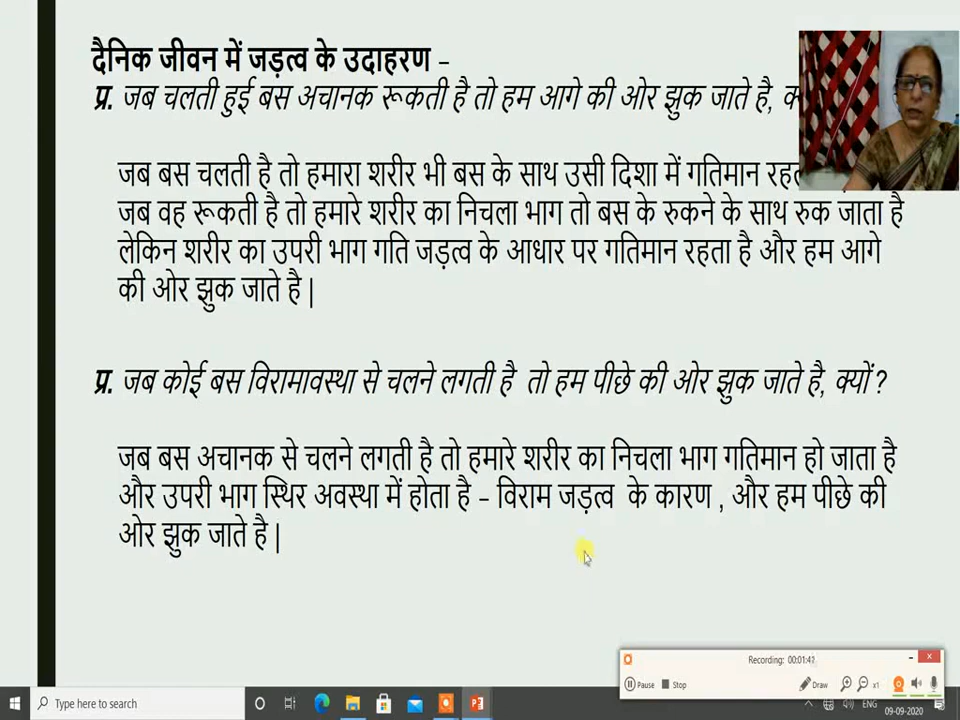 दैनिक जीवन में जड़त्व के उदाहरण –
प्र. जब चलती हुई बस अचानक रूकती है तो हम आगे की ओर झुक जाते है,
जब बस चलती है तो हमारा शरीर भी बस के साथ उसी दिशा में गतिमान
जब वह रूकती है तो हमारे शरीर का निचला भाग तो बस के रुकने के साथ रुक जाता है
लेकिन शरीर का उपरी भाग गति जड़त्व के आधार पर गतिमान रहता है और हम आगे
की ओर झुक जाते है |
प्र. जब कोई बस विरामावस्था से चलने लगती है तो हम पीछे की ओर झुक जाते है, क्यों ?
जब बस अचानक से चलने लगती है तो हमारे शरीर का निचला भाग गतिमान हो जाता है
और उपरी भाग स्थिर अवस्था में होता है – विराम जड़त्व के कारण , और हम पीछे की
ओर झुक जाते है |
Recording: 00:01:41
Pause Stop Draw x1
Type here to search
ENG
09-09-2020